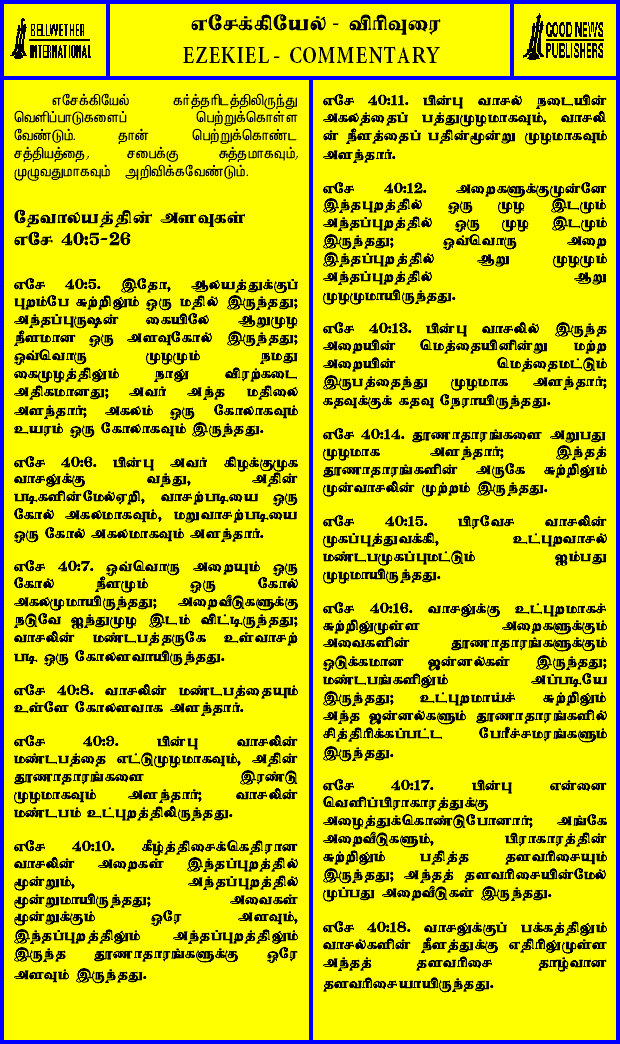 BELLWETHER
INTERNATIONAL
எசேக்கியேல் - விரிவுரை
EZEKIEL - COMMENTARY
GOOD NEWS
PUBLISHERS
எசேக்கியேல் கர்த்தரிடத்திலிருந்து
வெளிப்பாடுகளைப் பெற்றுக்கொள்ள
வேண்டும். தான் பெற்றுக்கொண்ட
சத்தியத்தை, சபைக்கு சுத்தமாகவும்,
முழுவதுமாகவும் அறிவிக்கவேண்டும்.
தேவாலயத்தின் அளவுகள்
எசே 40:5-26
எசே 40:5. இதோ, ஆலயத்துக்குப்
புறம்பே சுற்றிலும் ஒரு மதில் இருந்தது;
அந்தப்புருஷன் கையிலே ஆறுமுழ
நீளமான ஒரு அளவுகோல் இருந்தது;
ஒவ்வொரு முழமும் நமது
கைமுழத்திலும் நாலு விரற்கடை
அதிகமானது; அவர் அந்த மதிலை
அளந்தார்; அகலம் ஒரு கோலாகவும்
உயரம் ஒரு கோலாகவும் இருந்தது.
எசே 40:6. பின்பு அவர் கிழக்குமுக
வாசலுக்கு வந்து, அதின்
படிகளின்மேல்ஏறி, வாசற்படியை ஒரு
கோல் அகலமாகவும், மறுவாசற்படியை
ஒரு கோல் அகலமாகவும் அளந்தார்.
எசே 40:7. ஒவ்வொரு அறையும் ஒரு
கோல் நீளமும் ஒரு கோல்
அகலமுமாயிருந்தது; அறைவீடுகளுக்கு
நடுவே ஐந்துமுழ இடம் விட்டிருந்தது;
வாசலின் மண்டபத்தருகே உள்வாசற்
படி ஒரு கோலளவாயிருந்தது.
எசே 40:8. வாசலின் மண்டபத்தையும்
உள்ளே கோலளவாக அளந்தார்.
எசே 40:9. பின்பு வாசலின்
மண்டபத்தை எட்டுமுழமாகவும், அதின்
தூணாதாரங்களை இரண்டு
முழமாகவும் அளந்தார்; வாசலின்
மண்டபம் உட்புறத்திலிருந்தது.
எசே 40:10. கீழ்த்திசைக்கெதிரான
வாசலின் அறைகள் இந்தப்புறத்தில்
மூன்றும், அந்தப்புறத்தில்
மூன்றுமாயிருந்தது; அவைகள்
மூன்றுக்கும் ஒரே அளவும்,
இந்தப்புறத்திலும் அந்தப்புறத்திலும்
இருந்த தூணாதாரங்களுக்கு ஒரே
அளவும் இருந்தது.
எசே 40:11. பின்பு வாசல் நடையின்
அகலத்தைப் பத்துமுழமாகவும், வாசலி
ன் நீளத்தைப் பதின்மூன்று முழமாகவும்
அளந்தார்.
எசே 40:12. அறைகளுக்குமுன்னே
இந்தப்புறத்தில் ஒரு முழ இடமும்
அந்தப்புறத்தில் ஒரு முழ இடமும்
இருந்தது; ஒவ்வொரு அறை
இந்தப்புறத்தில் ஆறு முழமும்
அந்தப்புறத்தில் ஆறு
முழமுமாயிருந்தது.
எசே 40:13. பின்பு வாசலில் இருந்த
அறையின் மெத்தையினின்று மற்ற
அறையின் மெத்தைமட்டும்
இருபத்தைந்து முழமாக அளந்தார்;
கதவுக்குக் கதவு நேராயிருந்தது.
எசே 40:14. தூணாதாரங்களை அறுபது
முழமாக அளந்தார்; இந்தத்
தூணாதாரங்களின் அருகே சுற்றிலும்
முன்வாசலின் முற்றம் இருந்தது.
எசே 40:15. பிரவேச வாசலின்
முகப்புத்துவக்கி, உட்புறவாசல்
மண்டபமுகப்புமட்டும் ஐம்பது
முழமாயிருந்தது.
எசே 40:16. வாசலுக்கு உட்புறமாகச்
சுற்றிலுமுள்ள அறைகளுக்கும்
அவைகளின் தூணாதாரங்களுக்கும்
ஒடுக்கமான ஜன்னல்கள் இருந்தது;
மண்டபங்களிலும் அப்படியே
இருந்தது; உட்புறமாய்ச் சுற்றிலும்
அந்த ஜன்னல்களும் தூணாதாரங்களில்
சித்திரிக்கப்பட்ட பேரீச்சமரங்களும்
இருந்தது.
எசே 40:17. பின்பு என்னை
வெளிப்பிராகாரத்துக்கு
அழைத்துக்கொண்டுபோனார்; அங்கே
அறைவீடுகளும், பிராகாரத்தின்
சுற்றிலும் பதித்த தளவரிசையும்
இருந்தது; அந்தத் தளவரிசையின்மேல்
முப்பது அறைவீடுகள் இருந்தது.
எசே 40:18. வாசலுக்குப் பக்கத்திலும்
வாசல்களின் நீளத்துக்கு எதிரிலுமுள்ள
அந்தத் தளவரிசை தாழ்வான
தளவரிசையாயிருந்தது.